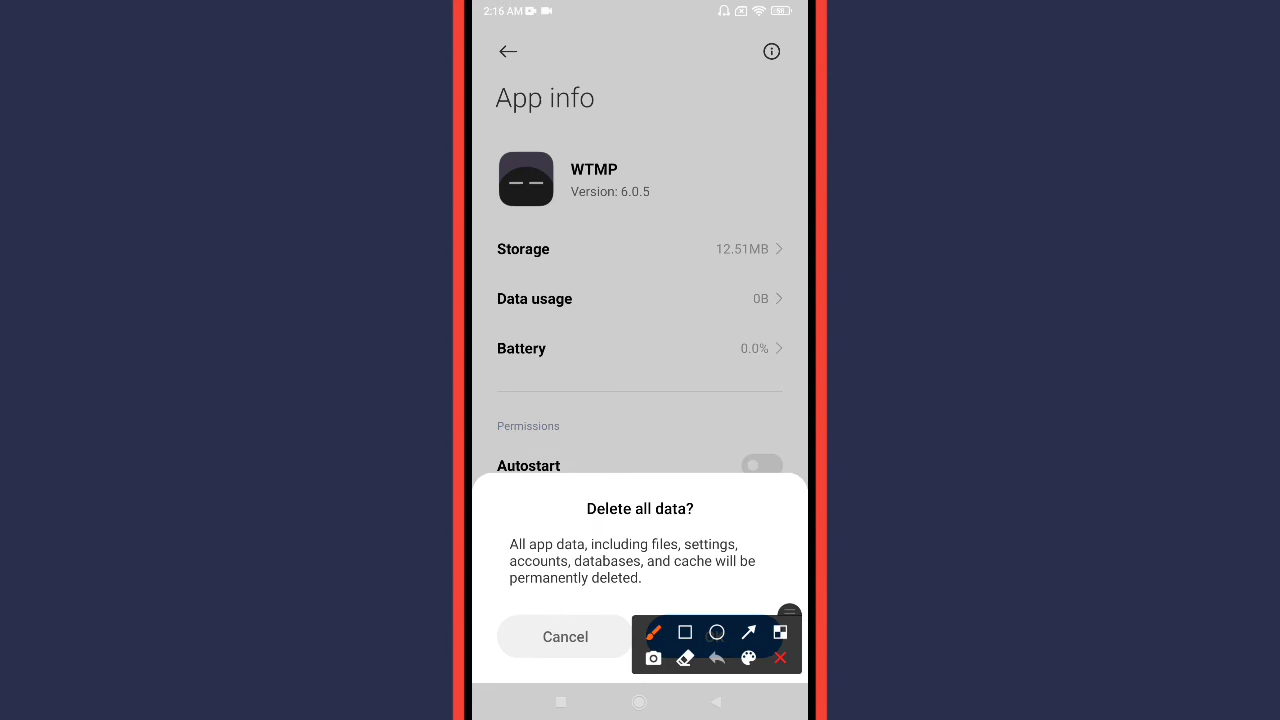 2:16 AM
App info
WTMP
Version: 6.0.5
Storage 12.51MB
Data usage 0B
Battery 0.0%
Permissions
Autostart
Delete all data?
All app data, including files, settings,
accounts, databases, and cache will be
permanently deleted.
Cancel